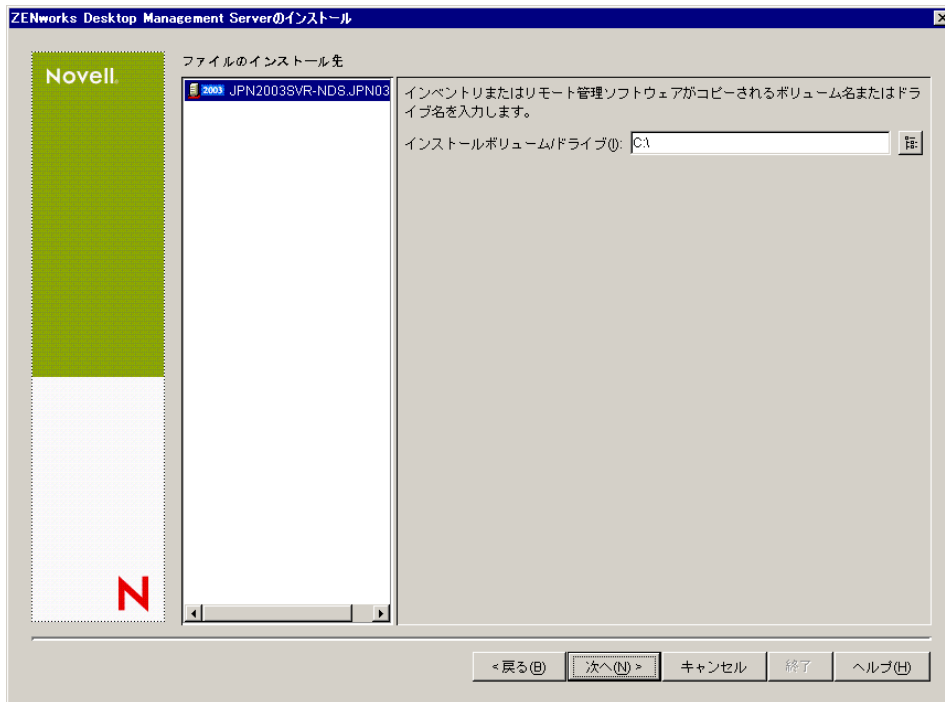 ZENworks Desktop Management Serverのインストール
Novell.
ファイルのインストール先
2003 JPN2003SVR-NDS.JPN03
インベントリまたはリモート管理ソフトウェアがコピーされるボリューム名またはドラ
イブ名を入力します。
インストールボリューム/ドライブ(I): C:\
N
<戻る(B) 次へ(N) > キャンセル 終了 ヘルプ(H)